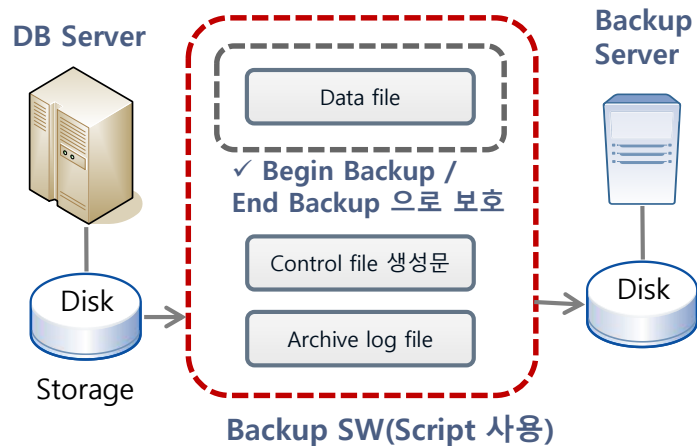 DB Server
Backup
Server
Data file
✓ Begin Backup /
End Backup 으로 보호
Control file 생성문
Archive log file
Disk
Storage
Disk
Backup SW(Script 사용)